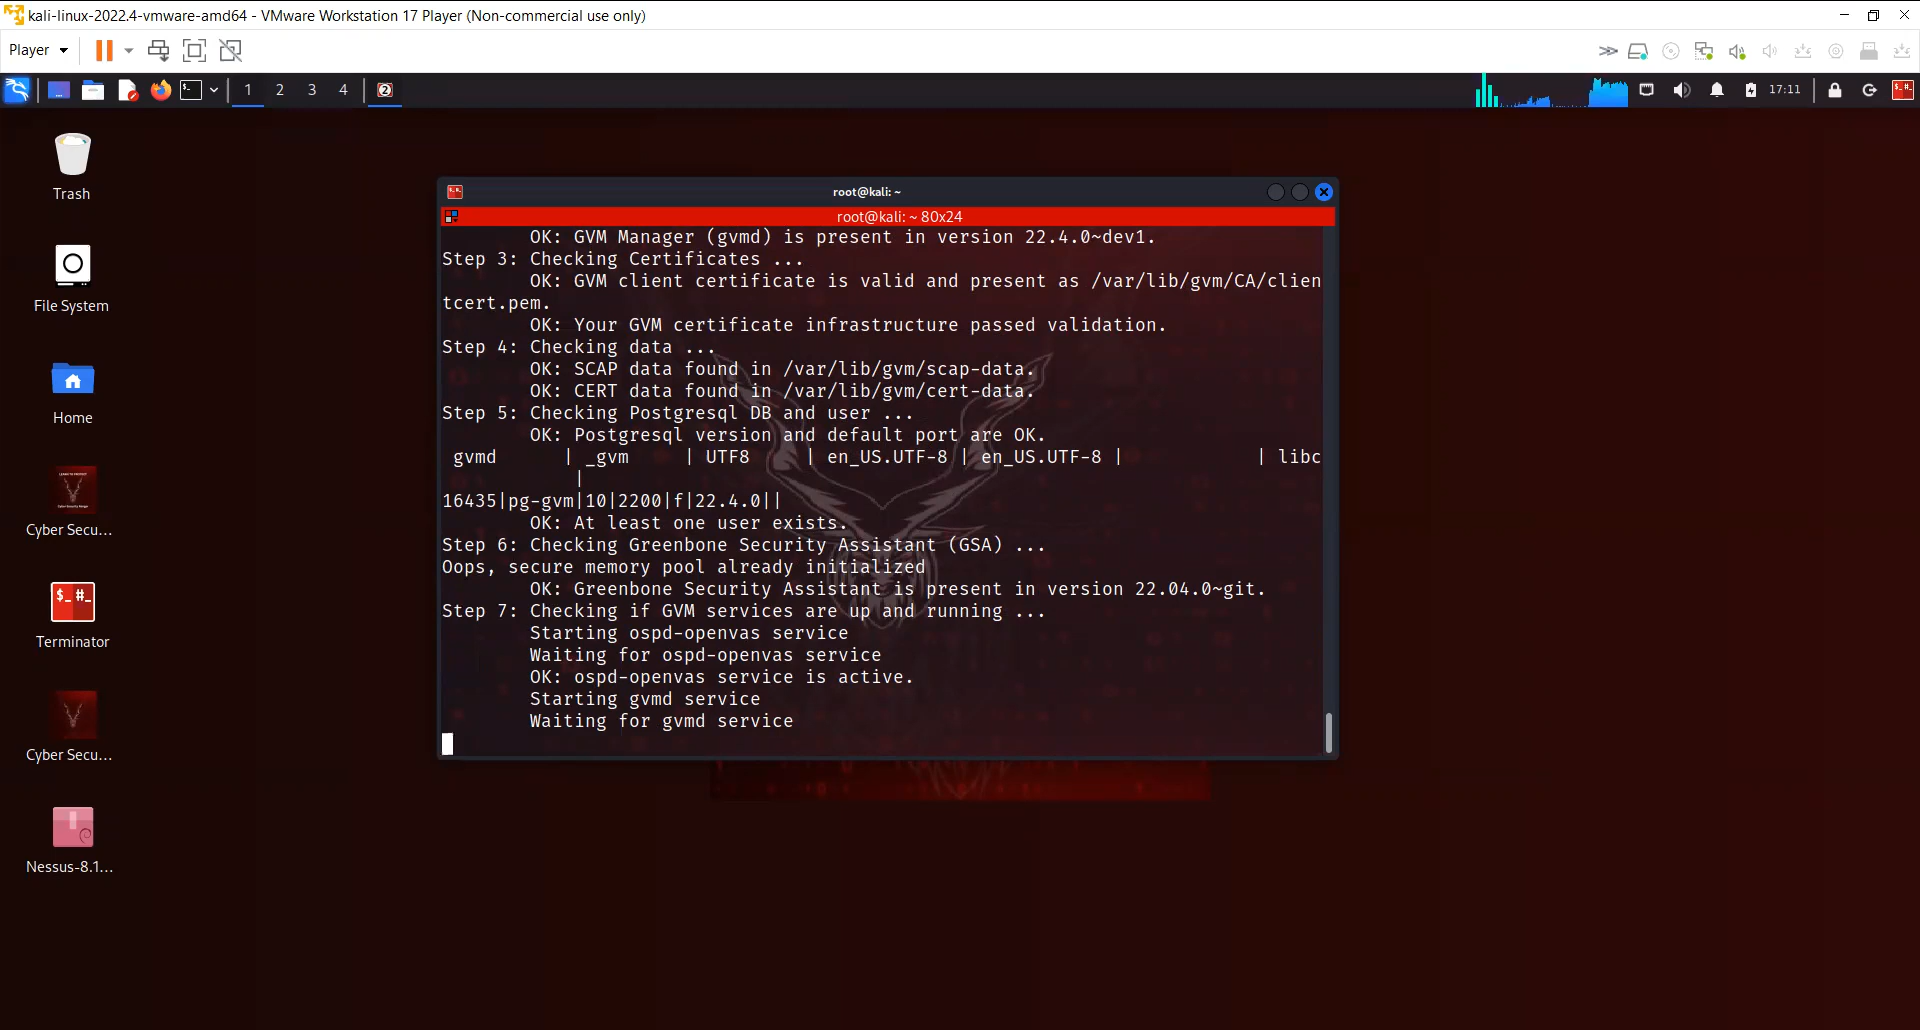 kali-linux-2022.4-vmware-amd64 - VMware Workstation 17 Player (Non-commercial use only)
Player
1 2 3 4
17:11
Trash
File System
Home
Cyber Secu...
Terminator
Cyber Secu...
Nessus-8.1...
root@kali: ~
root@kali: ~ 80x24
OK: GVM Manager (gvmd) is present in version 22.4.0~dev1.
Step 3: Checking Certificates ...
OK: GVM client certificate is valid and present as /var/lib/gvm/CA/clien
tcert.pem.
OK: Your GVM certificate infrastructure passed validation.
Step 4: Checking data ...
OK: SCAP data found in /var/lib/gvm/scap-data.
OK: CERT data found in /var/lib/gvm/cert-data.
Step 5: Checking Postgresql DB and user ...
OK: Postgresql version and default port are OK.
gvmd | _gvm | UTF8 | en_US.UTF-8 | en_US.UTF-8 | | libc
|
16435|pg-gvm|10|2200|f|22.4.0||
OK: At least one user exists.
Step 6: Checking Greenbone Security Assistant (GSA) ...
Oops, secure memory pool already initialized
OK: Greenbone Security Assistant is present in version 22.04.0~git.
Step 7: Checking if GVM services are up and running ...
Starting ospd-openvas service
Waiting for ospd-openvas service
OK: ospd-openvas service is active.
Starting gvmd service
Waiting for gvmd service